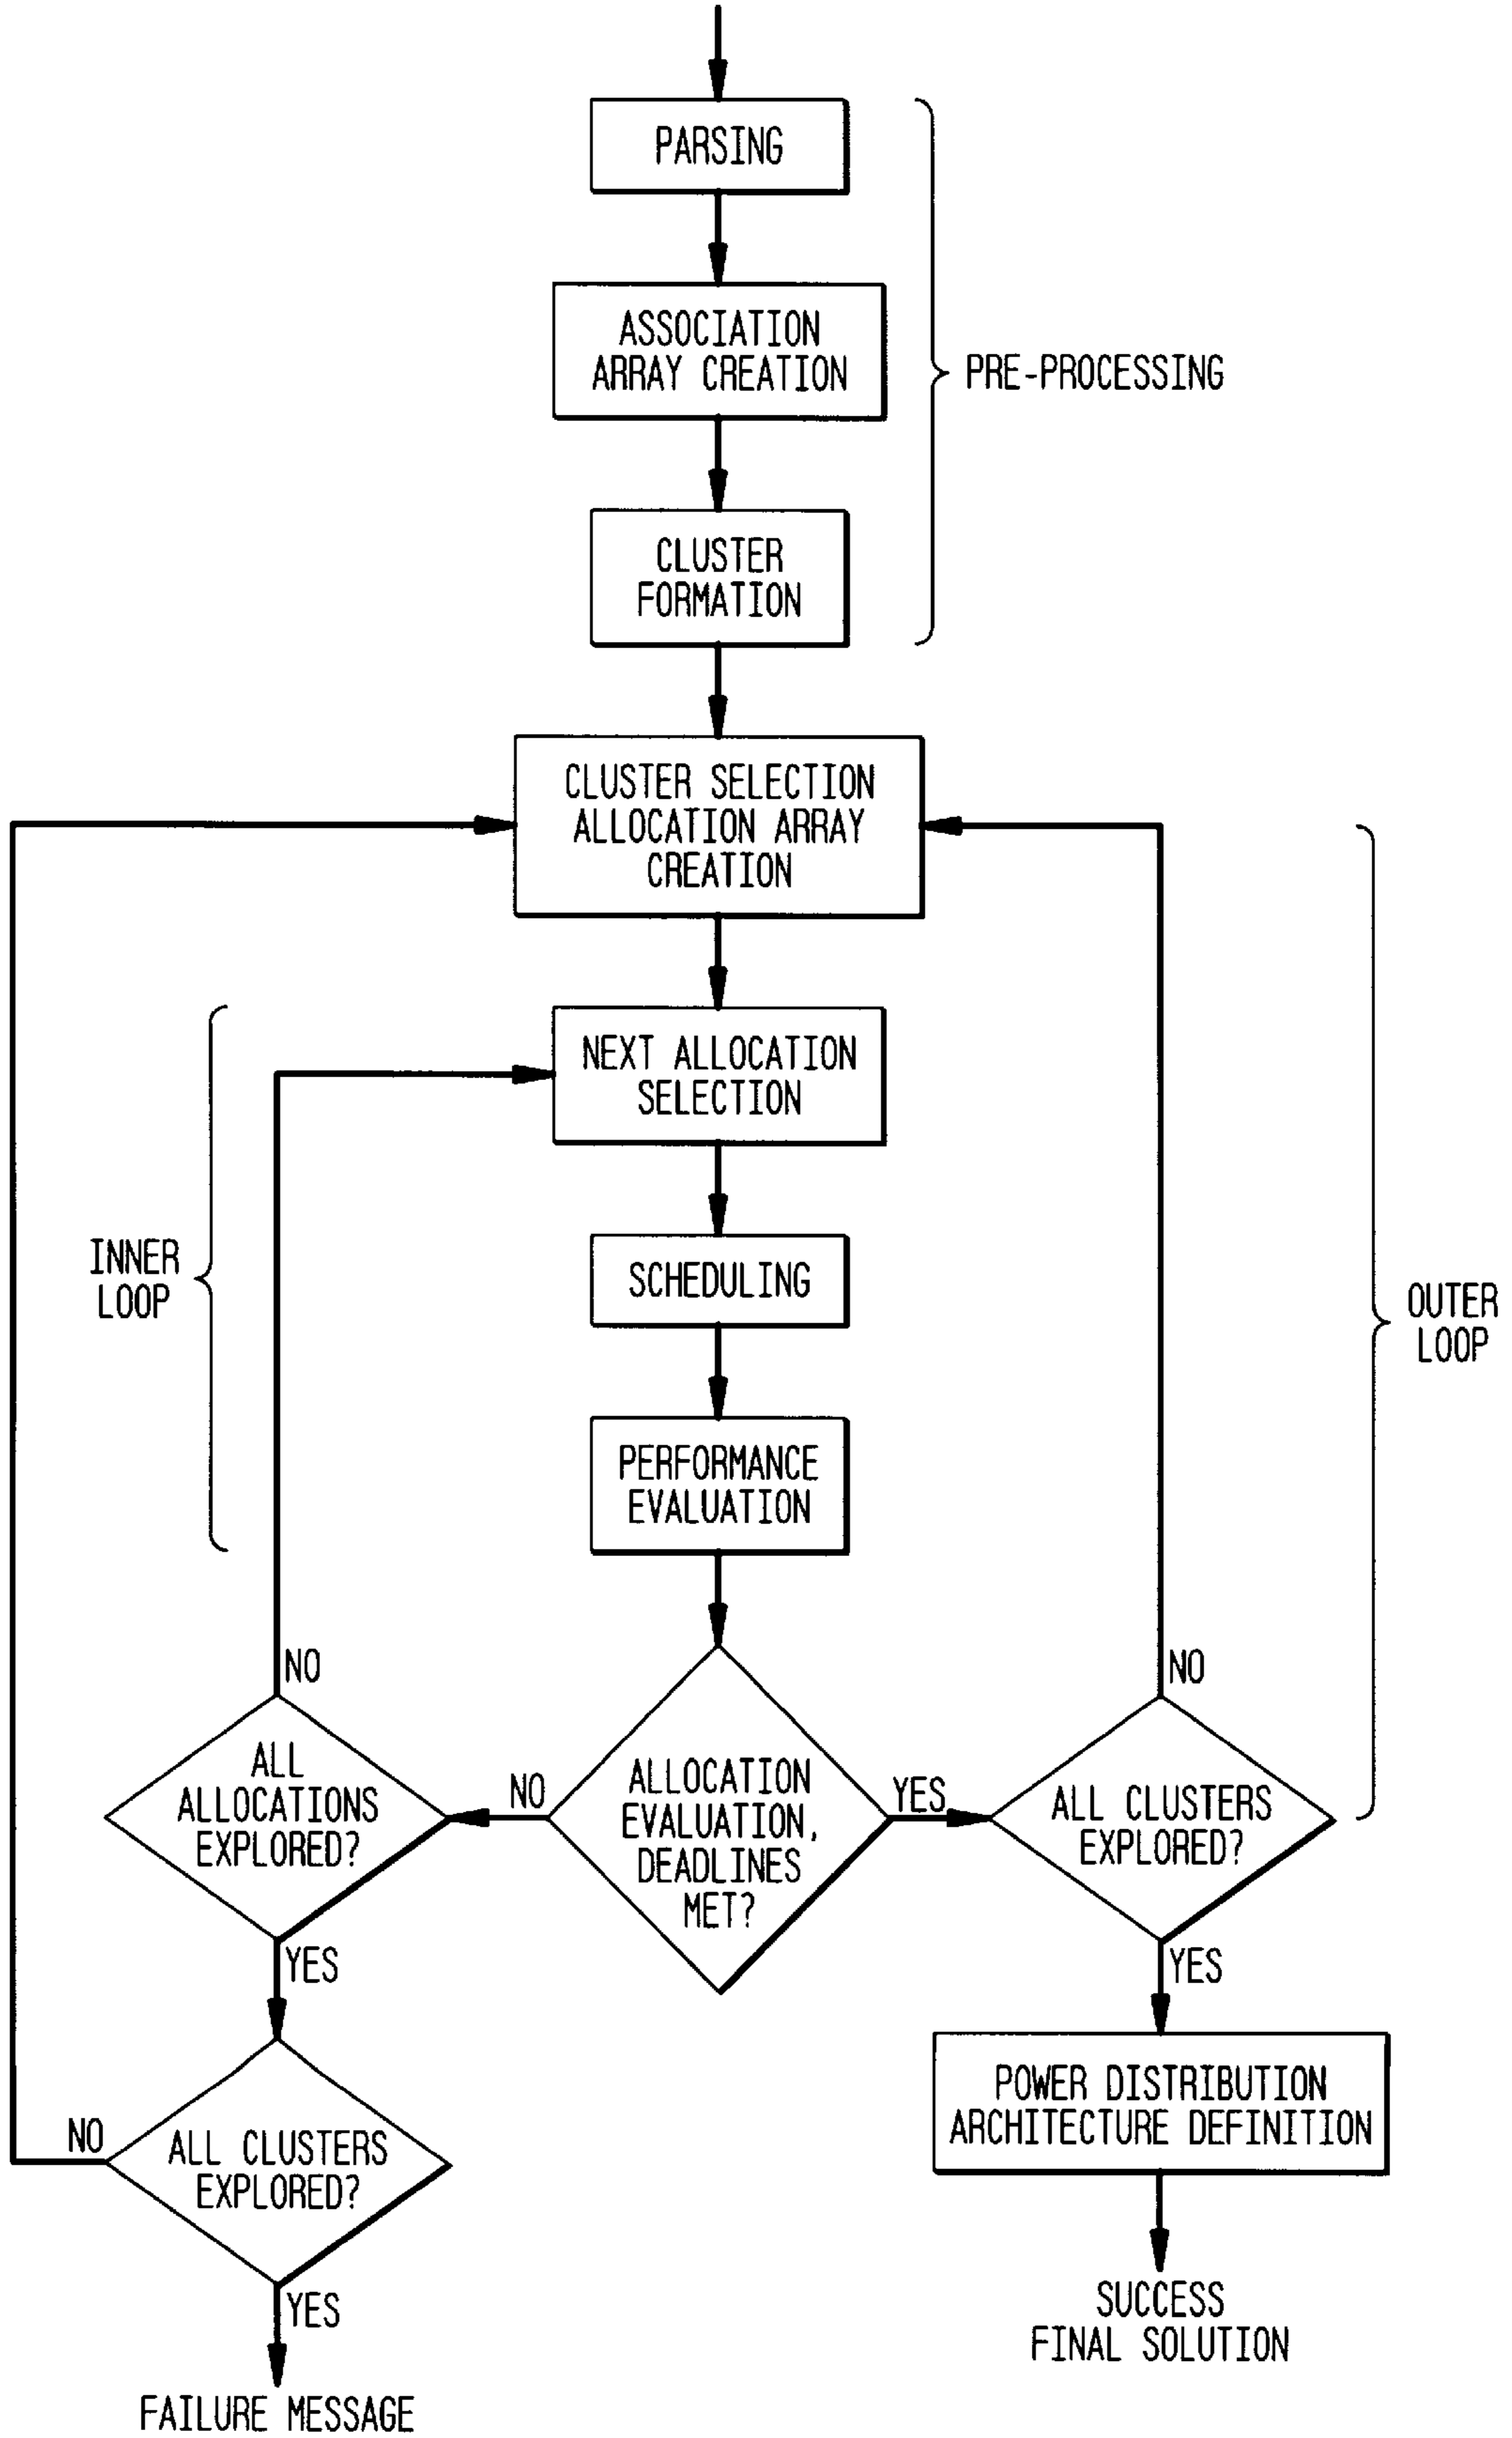 PARSING
ASSOCIATION
ARRAY CREATION
PRE-PROCESSING
CLUSTER
FORMATION
CLUSTER SELECTION
ALLOCATION ARRAY
CREATION
NEXT ALLOCATION
SELECTION
INNER
LOOP
SCHEDULING
OUTER
LOOP
PERFORMANCE
EVALUATION
NO
NO
ALL
ALLOCATIONS
EXPLORED?
NO
ALLOCATION
EVALUATION,
DEADLINES
MET?
YES
ALL CLUSTERS
EXPLORED?
YES
YES
NO
ALL CLUSTERS
EXPLORED?
POWER DISTRIBUTION
ARCHITECTURE DEFINITION
YES
SUCCESS
FINAL SOLUTION
FAILURE MESSAGE